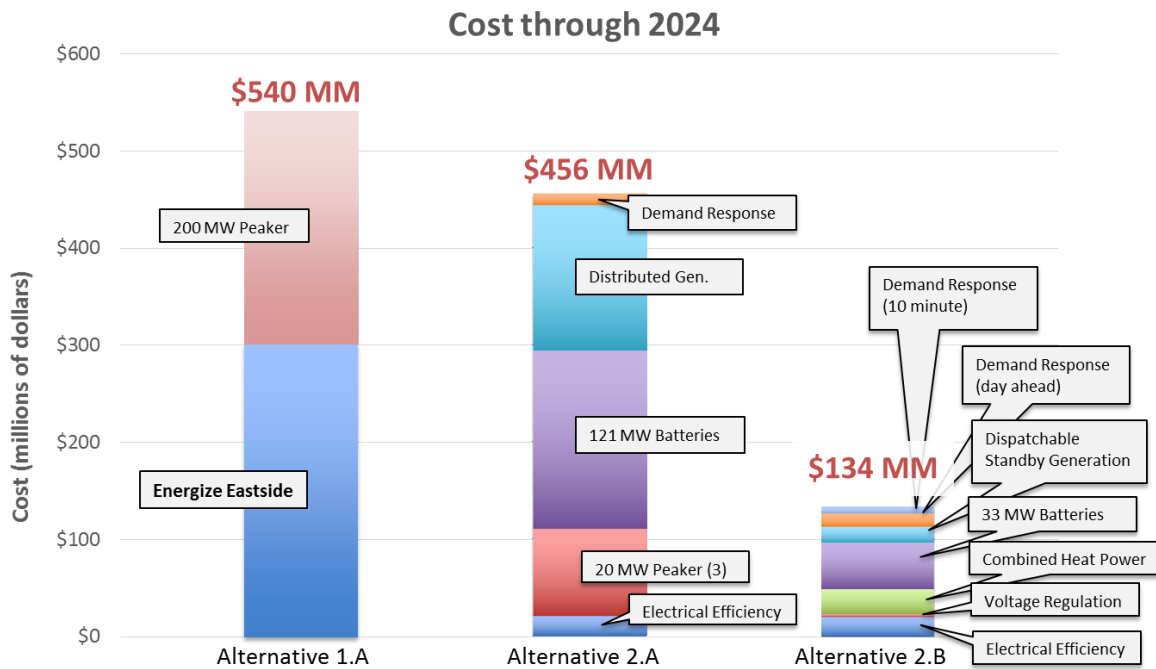 Cost through 2024
Cost (millions of dollars)
$600
$500
$400
$300
$200
$100
$0
$540 MM
200 MW Peaker
Energize Eastside
Alternative 1.A
$456 MM
Demand Response
Distributed Gen.
121 MW Batteries
20 MW Peaker (3)
Electrical Efficiency
Alternative 2.A
$134 MM
Demand Response
(10 minute)
Demand Response
(day ahead)
Dispatchable
Standby Generation
33 MW Batteries
Combined Heat Power
Voltage Regulation
Electrical Efficiency
Alternative 2.B